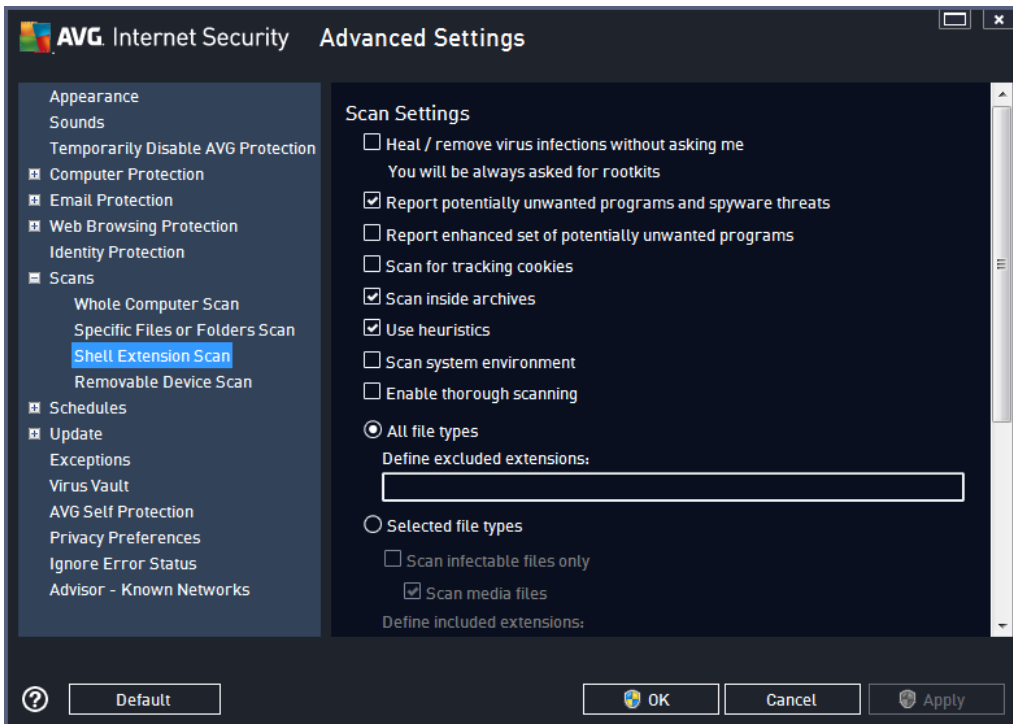 AVG. Internet Security Advanced Settings
Appearance
Sounds
Temporarily Disable AVG Protection
Computer Protection
Email Protection
Web Browsing Protection
Identity Protection
Scans
Whole Computer Scan
Specific Files or Folders Scan
Shell Extension Scan
Removable Device Scan
Schedules
Update
Exceptions
Virus Vault
AVG Self Protection
Privacy Preferences
Ignore Error Status
Advisor - Known Networks
Scan Settings
Heal / remove virus infections without asking me
You will be always asked for rootkits
Report potentially unwanted programs and spyware threats
Report enhanced set of potentially unwanted programs
Scan for tracking cookies
Scan inside archives
Use heuristics
Scan system environment
Enable thorough scanning
All file types
Define excluded extensions:
Selected file types
Scan infectable files only
Scan media files
Define included extensions:
? Default OK Cancel Apply